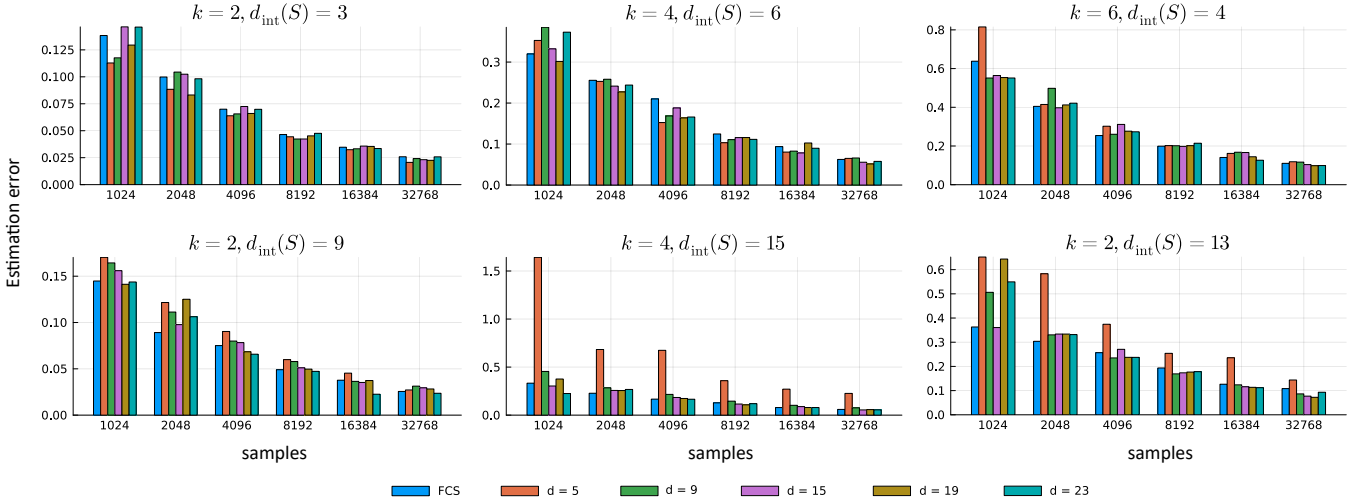 k = 2, d_int(S) = 3
0.125
0.100
0.075
0.050
0.025
0.000
1024 2048 4096 8192 16384 32768
k = 4, d_int(S) = 6
0.3
0.2
0.1
0.0
1024 2048 4096 8192 16384 32768
k = 6, d_int(S) = 4
0.8
0.6
0.4
0.2
0.0
1024 2048 4096 8192 16384 32768
Estimation error
k = 2, d_int(S) = 9
0.15
0.10
0.05
0.00
1024 2048 4096 8192 16384 32768
samples
k = 4, d_int(S) = 15
1.5
1.0
0.5
0.0
1024 2048 4096 8192 16384 32768
samples
k = 2, d_int(S) = 13
0.6
0.5
0.4
0.3
0.2
0.1
0.0
1024 2048 4096 8192 16384 32768
samples
FCS d = 5 d = 9 d = 15 d = 19 d = 23